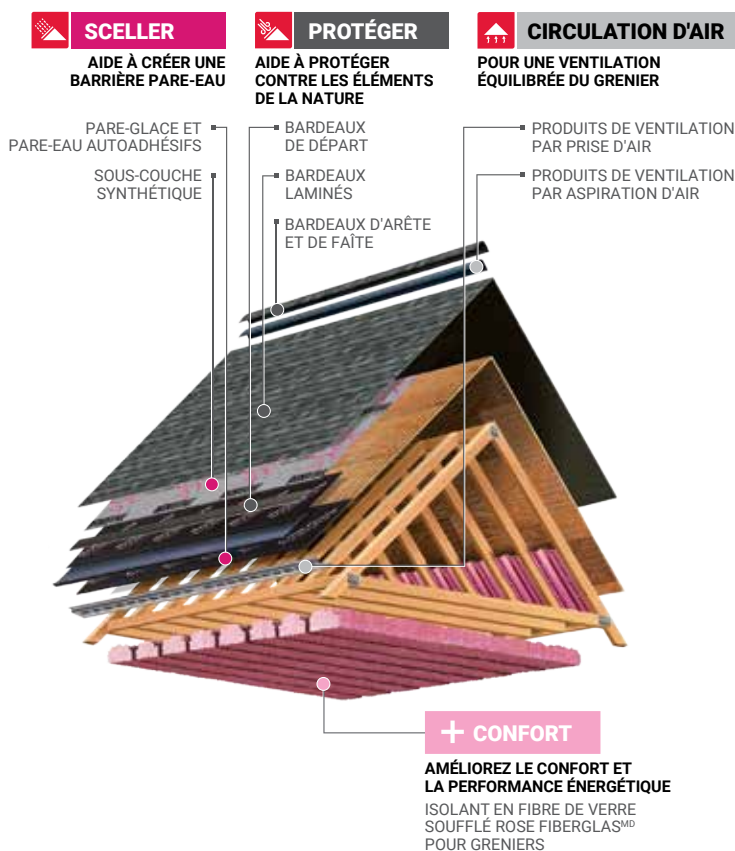 SCELLER
AIDE À CRÉER UNE
BARRIÈRE PARE-EAU
PARE-GLACE ET
PARE-EAU AUTOADHÉSIFS
SOUS-COUCHE
SYNTHÉTIQUE
PROTÉGER
AIDE À PROTÉGER
CONTRE LES ÉLÉMENTS
DE LA NATURE
BARDEAUX
DE DÉPART
BARDEAUX
LAMINÉS
BARDEAUX D'ARÊTE
ET DE FAÎTE
CIRCULATION D'AIR
POUR UNE VENTILATION
ÉQUILIBRÉE DU GRENIER
PRODUITS DE VENTILATION
PAR PRISE D'AIR
PRODUITS DE VENTILATION
PAR ASPIRATION D'AIR
+ CONFORT
AMÉLIOREZ LE CONFORT ET
LA PERFORMANCE ÉNERGÉTIQUE
ISOLANT EN FIBRE DE VERRE
SOUFFLÉ ROSE FIBERGLAS^MD
POUR GRENIERS